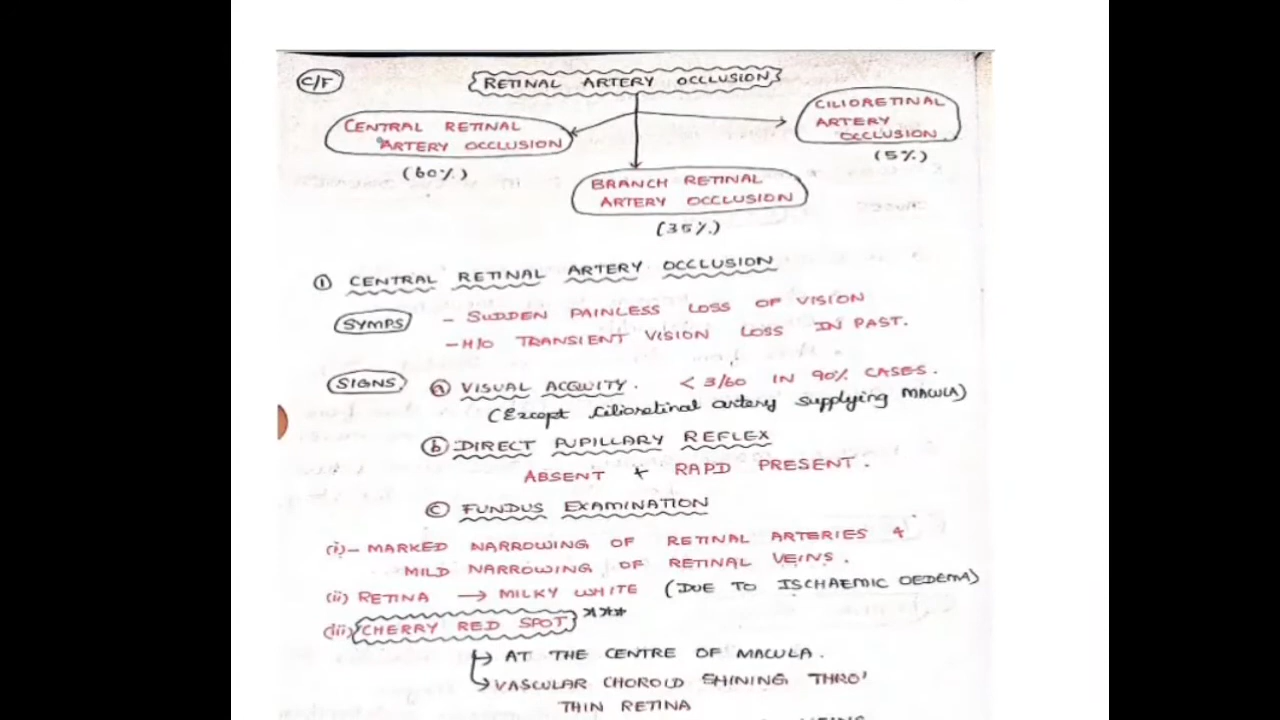 C/F
RETINAL ARTERY OCCLUSION
CENTRAL RETINAL
ARTERY OCCLUSION
(60%)
BRANCH RETINAL
ARTERY OCCLUSION
(35%)
CILIORETINAL
ARTERY
OCCLUSION
(5%)
① CENTRAL RETINAL ARTERY OCCLUSION
SYMPS
- SUDDEN PAINLESS LOSS OF VISION
- H/O TRANSIENT VISION LOSS IN PAST.
SIGNS
ⓐ VISUAL ACQUITY. < 3/60 IN 90% CASES.
(Except cilioretinal artery supplying MACULA)
ⓑ DIRECT PUPILLARY REFLEX
ABSENT + RAPD PRESENT.
ⓒ FUNDUS EXAMINATION
(i) - MARKED NARROWING OF RETINAL ARTERIES &
MILD NARROWING OF RETINAL VEINS.
(ii) RETINA → MILKY WHITE (DUE TO ISCHAEMIC OEDEMA)
(iii) CHERRY RED SPOT ***
↳ AT THE CENTRE OF MACULA.
↳ VASCULAR CHOROID SHINING THRO'
THIN RETINA